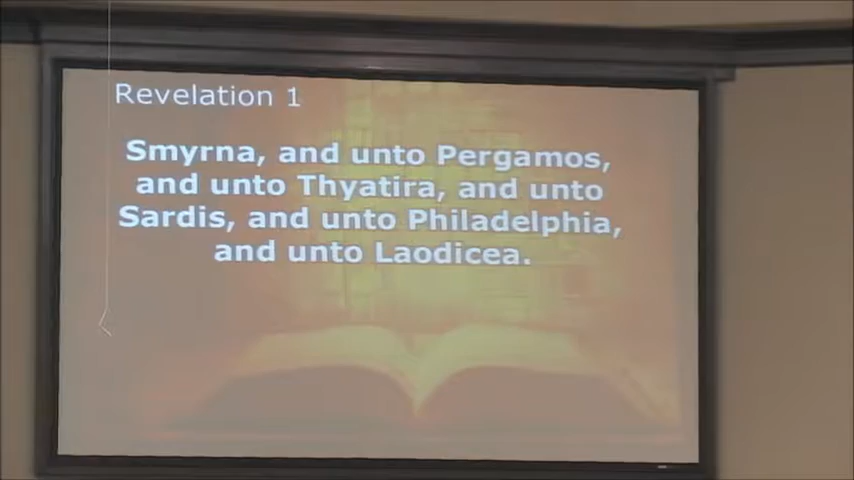 Revelation 1
Smyrna, and unto Pergamos,
and unto Thyatira, and unto
Sardis, and unto Philadelphia,
and unto Laodicea.